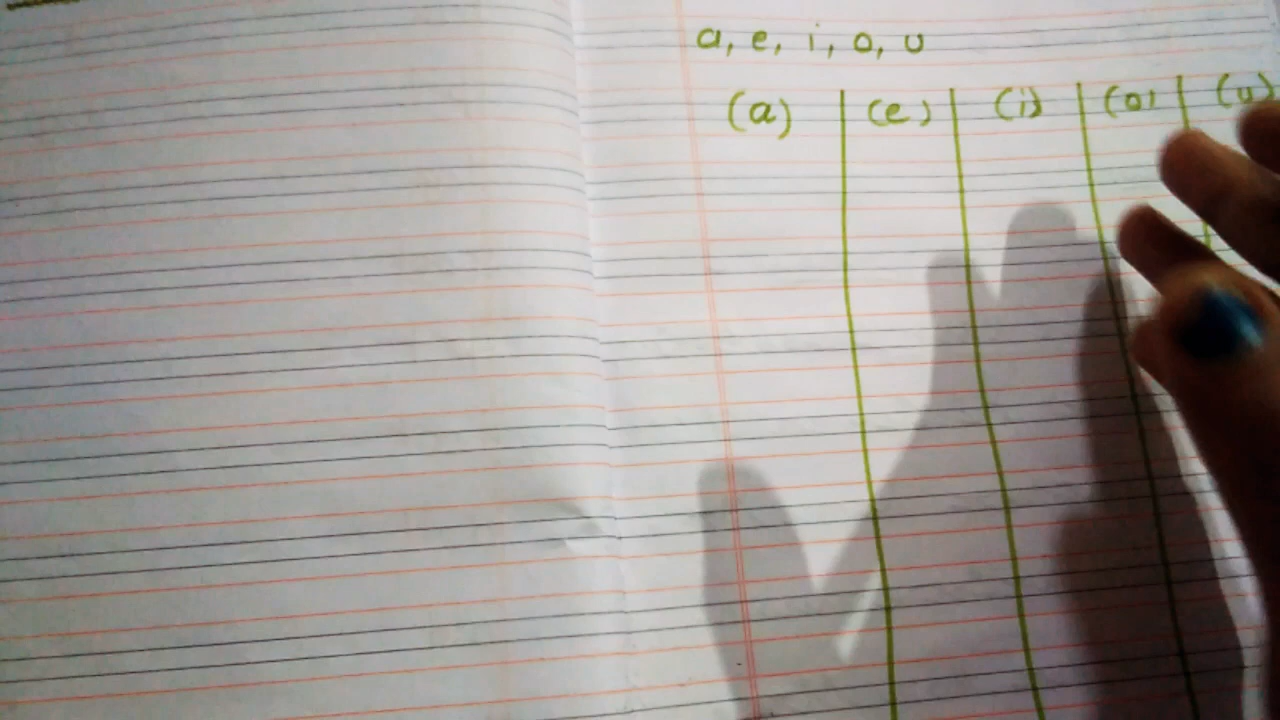 a, e, i, o, u
(a) (e) (i) (o) (u)